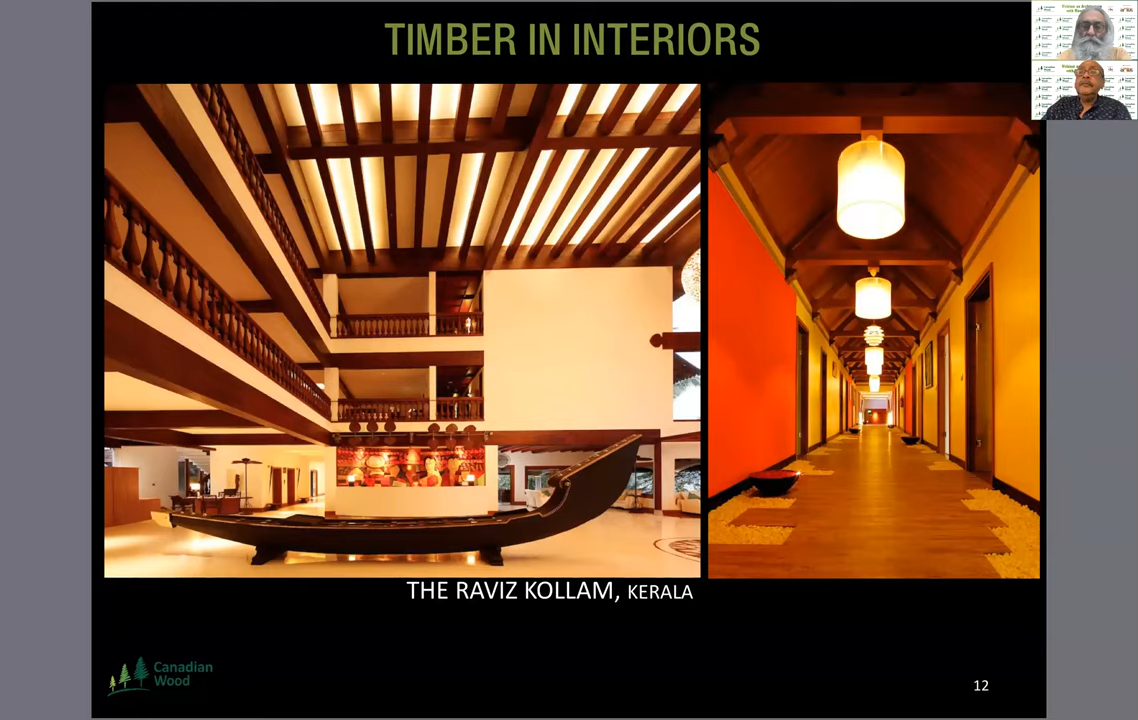 TIMBER IN INTERIORS
THE RAVIZ KOLLAM, KERALA
Canadian
Wood
12